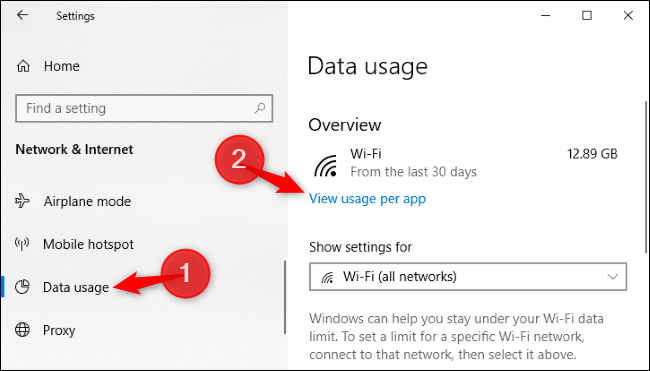 Settings
Home
Find a setting
Network & Internet
Airplane mode
Mobile hotspot
Data usage
1
Proxy
Data usage
Overview
Wi-Fi 12.89 GB
From the last 30 days
2
View usage per app
Show settings for
Wi-Fi (all networks)
Windows can help you stay under your Wi-Fi data
limit. To set a limit for a specific Wi-Fi network,
connect to that network, then select it above.